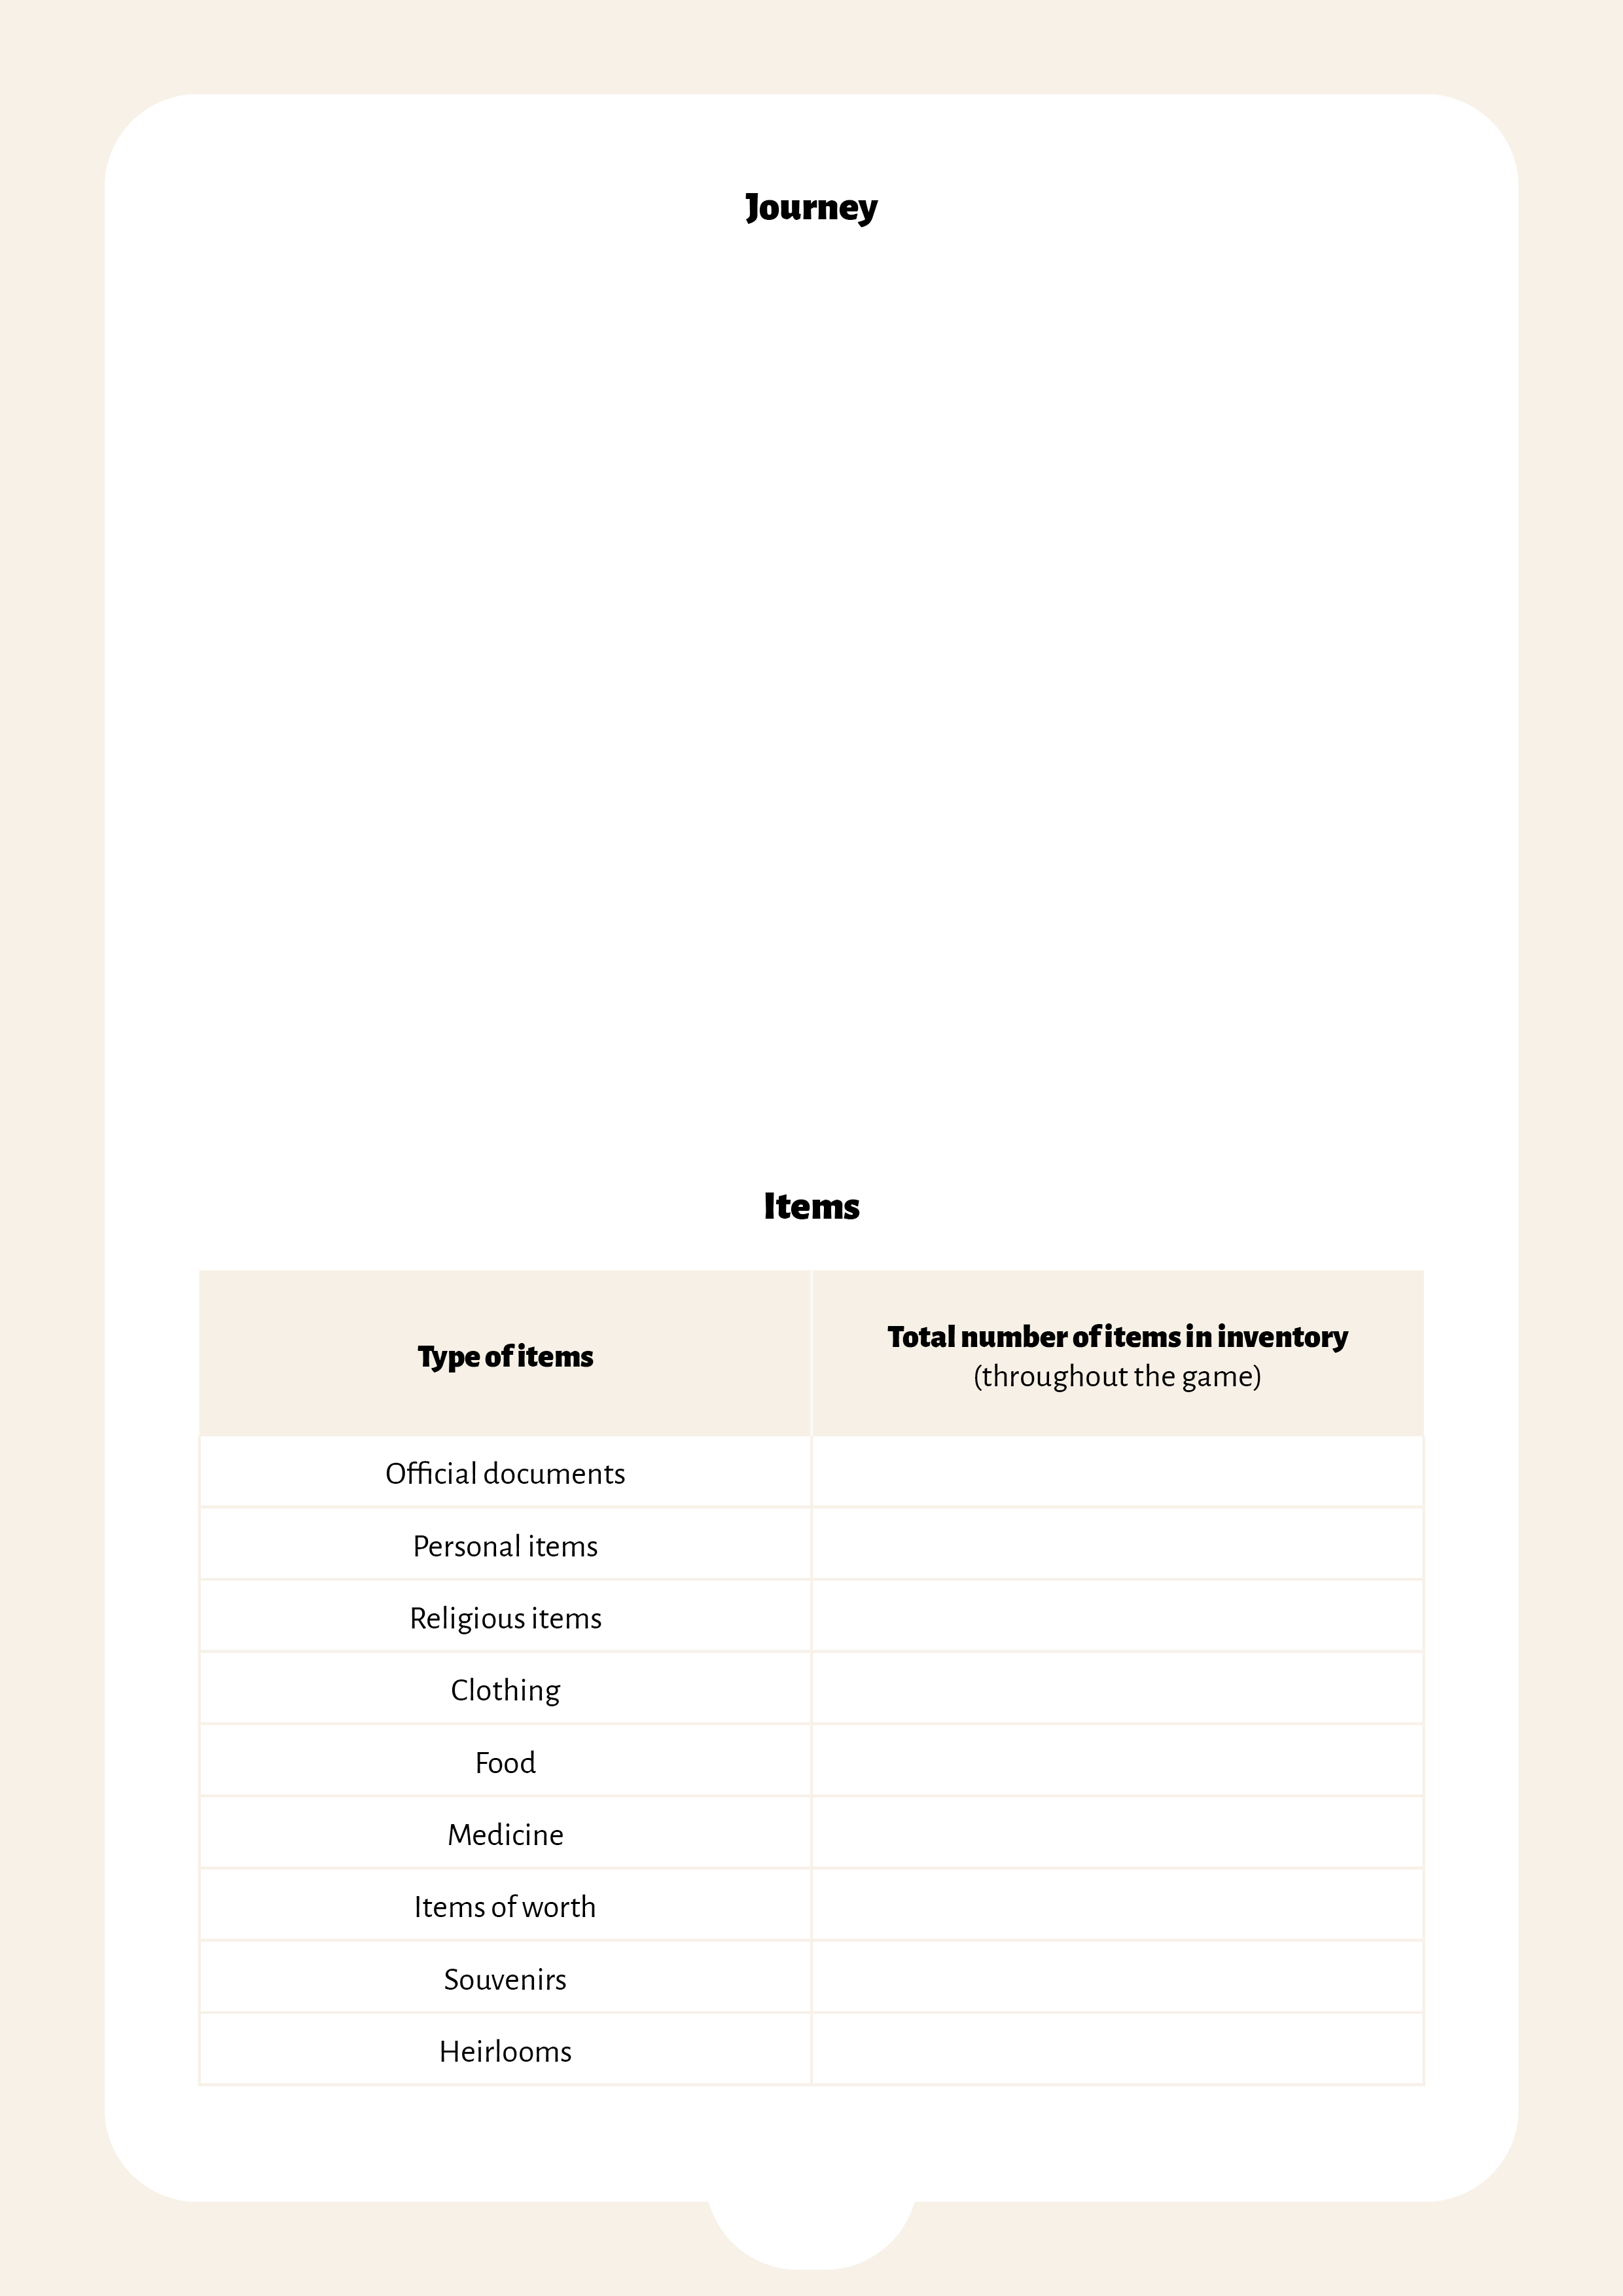 Journey
Items
Type of items
Total number of items in inventory
(throughout the game)
Official documents
Personal items
Religious items
Clothing
Food
Medicine
Items of worth
Souvenirs
Heirlooms